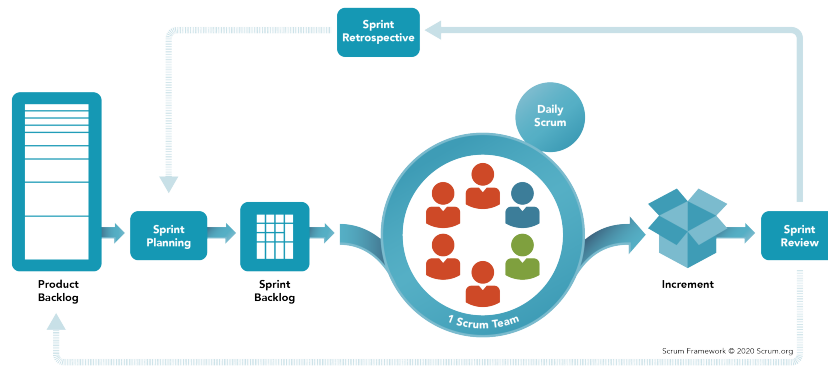 Sprint
Retrospective
Daily
Scrum
Sprint
Planning
Sprint
Review
Product
Backlog
Sprint
Backlog
Increment
1 Scrum Team
Scrum Framework © 2020 Scrum.org